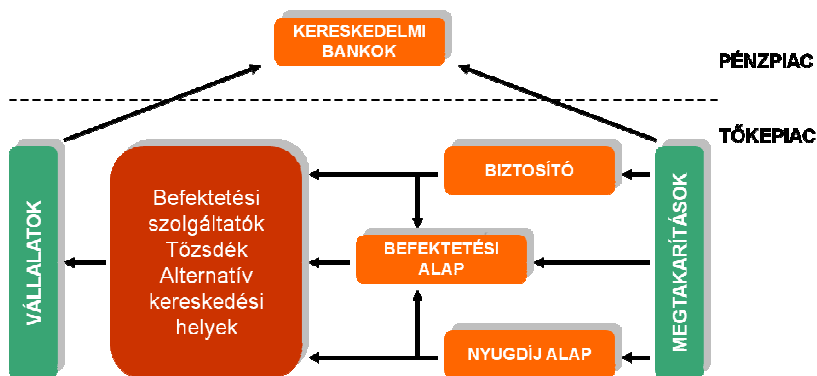 KERESKEDELMI
BANKOK
PÉNZPIAC
TŐKEPIAC
VÁLLALATOK
Befektetési
szolgáltatók
Tőzsdék
Alternatív
kereskedési
helyek
BIZTOSÍTÓ
BEFEKTETÉSI
ALAP
NYUGDÍJ ALAP
MEGTAKARÍTÁSOK